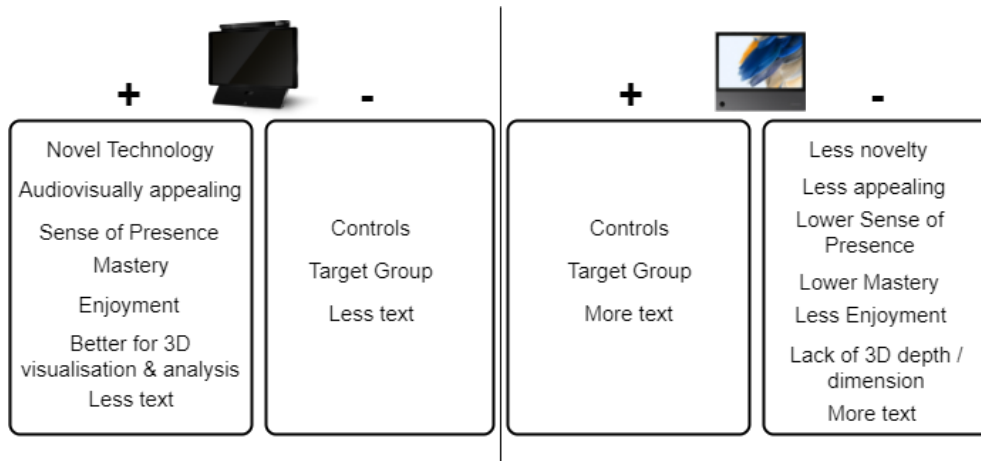 +
-
Novel Technology
Audiovisually appealing
Sense of Presence
Mastery
Enjoyment
Better for 3D
visualisation & analysis
Less text
Controls
Target Group
Less text
+
-
Controls
Target Group
More text
Less novelty
Less appealing
Lower Sense of
Presence
Lower Mastery
Less Enjoyment
Lack of 3D depth /
dimension
More text